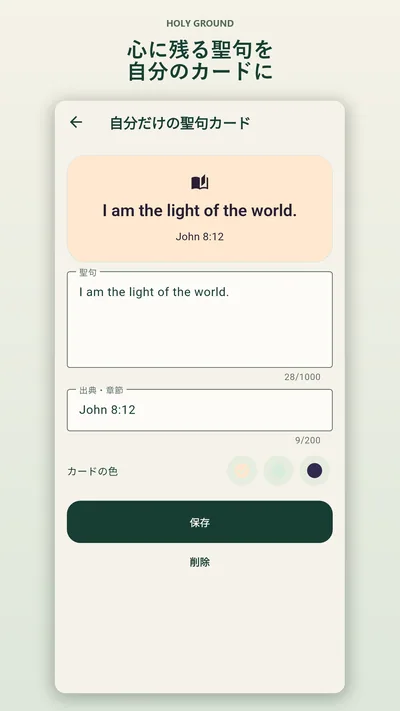 HOLY GROUND
心に残る聖句を
自分のカードに
自分だけの聖句カード
I am the light of the world.
John 8:12
聖句
I am the light of the world.
28/1000
出典・章節
John 8:12
9/200
カードの色
保存
削除